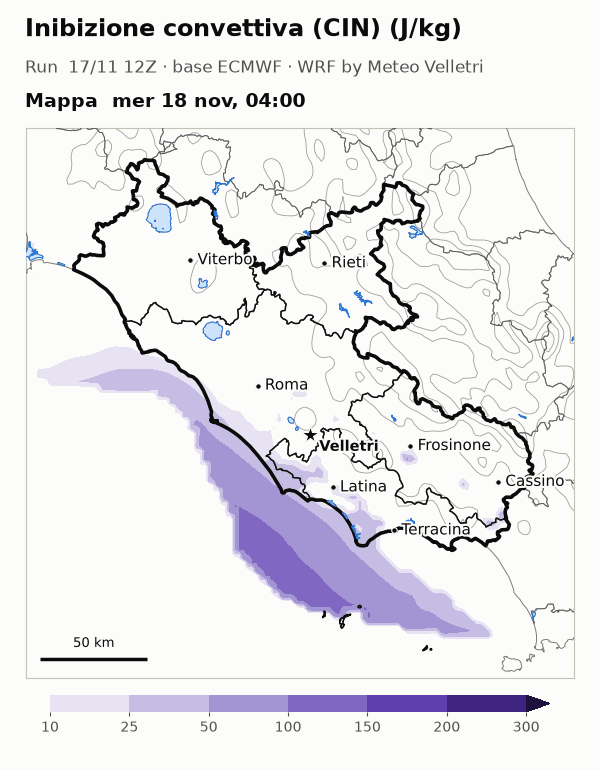 Inibizione convettiva (CIN) (J/kg)
Run  17/11 12Z · base ECMWF · WRF by Meteo Velletri
Mappa  mer 18 nov, 04:00
Viterbo
Rieti
Roma
Velletri
Frosinone
Latina
Cassino
Terracina
50 km
10 25 50 100 150 200 300